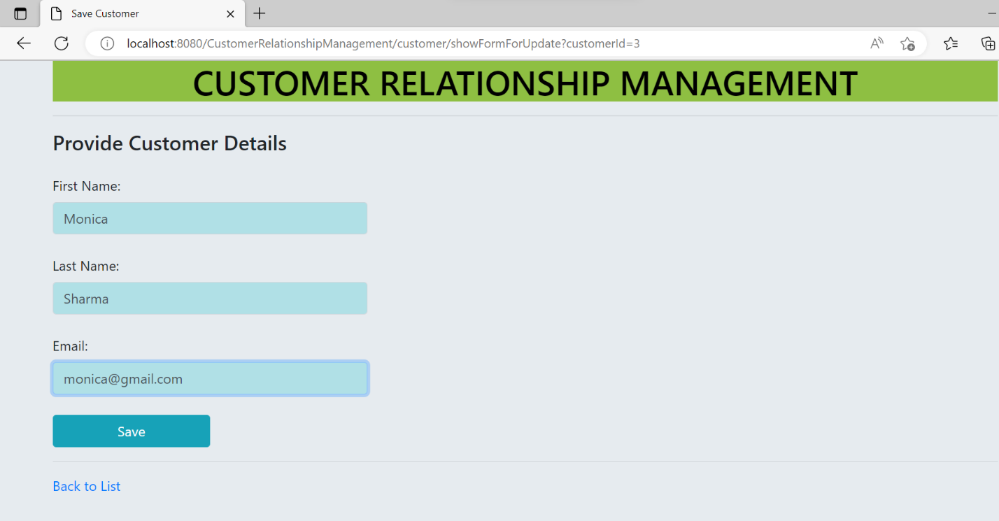 Save Customer
localhost:8080/CustomerRelationshipManagement/customer/showFormForUpdate?customerId=3
CUSTOMER RELATIONSHIP MANAGEMENT
Provide Customer Details
First Name:
Monica
Last Name:
Sharma
Email:
monica@gmail.com
Save
Back to List